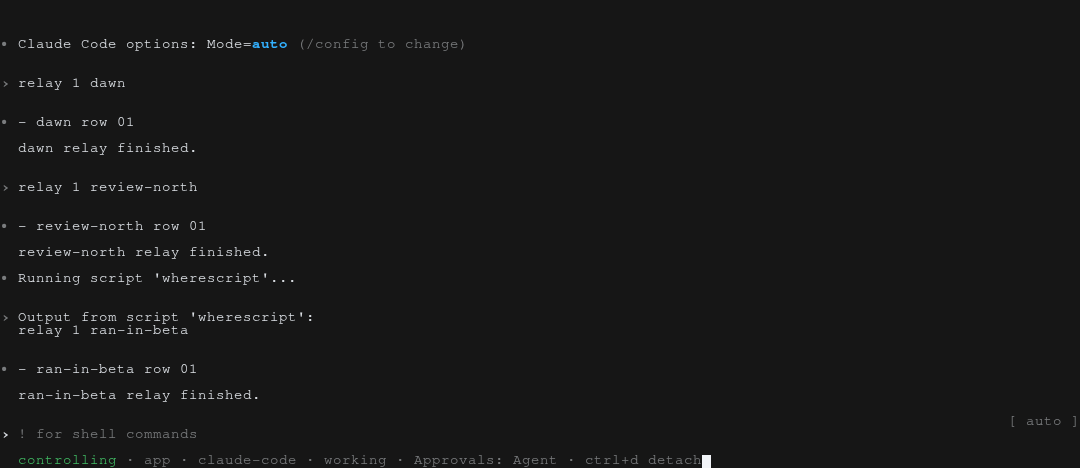 • Claude Code options: Mode=auto (/config to change)
› relay 1 dawn
• - dawn row 01
dawn relay finished.
› relay 1 review-north
• - review-north row 01
review-north relay finished.
• Running script 'wherescript'...
› Output from script 'wherescript':
relay 1 ran-in-beta
• - ran-in-beta row 01
ran-in-beta relay finished.
[ auto ]
› ! for shell commands
controlling · app · claude-code · working · Approvals: Agent · ctrl+d detach